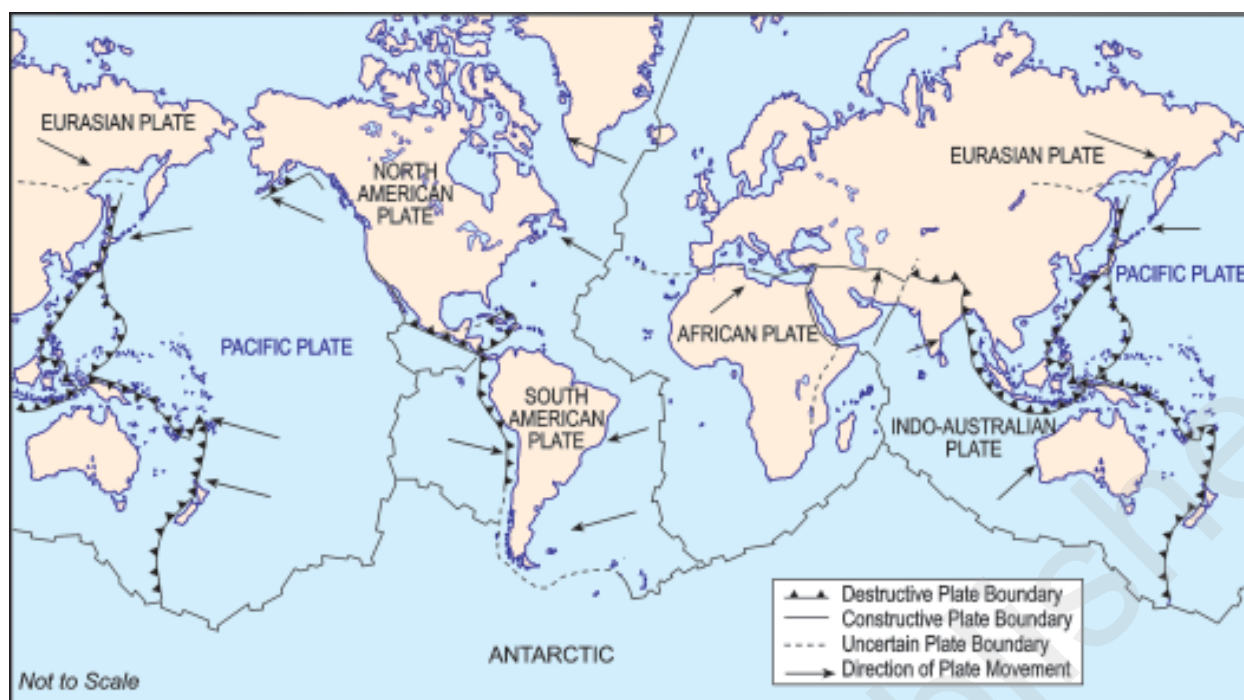 EURASIAN PLATE
NORTH
AMERICAN
PLATE
EURASIAN PLATE
PACIFIC PLATE
AFRICAN PLATE
PACIFIC PLATE
SOUTH
AMERICAN
PLATE
INDO-AUSTRALIAN
PLATE
Destructive Plate Boundary
Constructive Plate Boundary
Uncertain Plate Boundary
Direction of Plate Movement
ANTARCTIC
Not to Scale